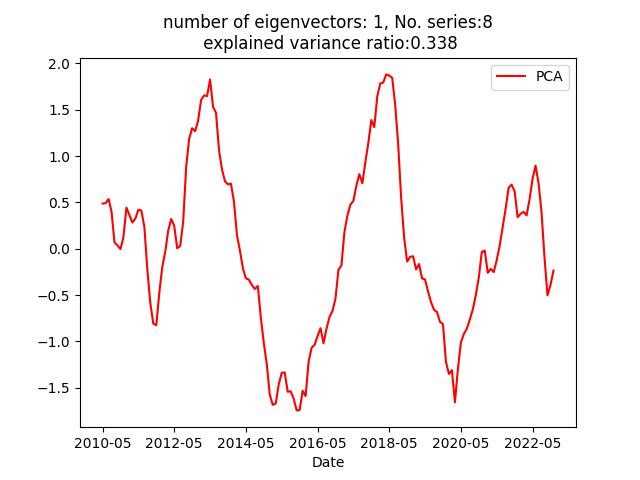 number of eigenvectors: 1, No. series:8
explained variance ratio:0.338
PCA
2.0
1.5
1.0
0.5
0.0
−0.5
−1.0
−1.5
2010-05 2012-05 2014-05 2016-05 2018-05 2020-05 2022-05
Date